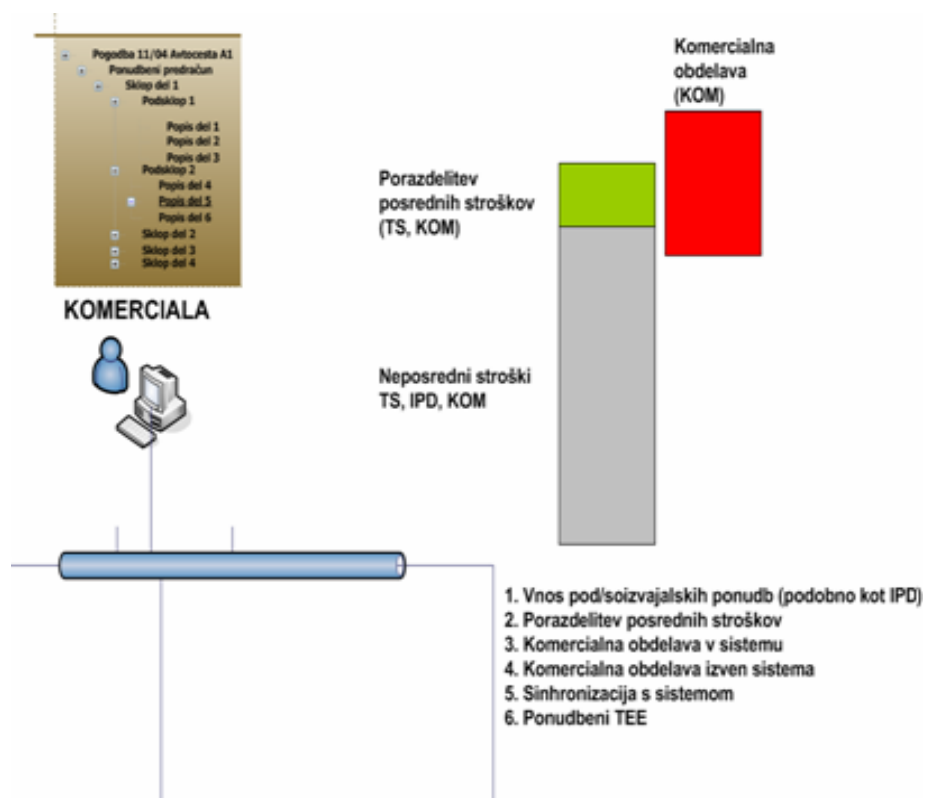 Pogodba 11/04 Avtocesta A1
Ponudbeni predračun
Sklop del 1
Podsklop 1
Popis del 1
Popis del 2
Popis del 3
Podsklop 2
Popis del 4
Popis del 5
Popis del 6
Sklop del 2
Sklop del 3
Sklop del 4
KOMERCIALA
Komercialna
obdelava
(KOM)
Porazdelitev
posrednih stroškov
(TS, KOM)
Neposredni stroški
TS, IPD, KOM
1. Vnos pod/soizvajalskih ponudb (podobno kot IPD)
2. Porazdelitev posrednih stroškov
3. Komercialna obdelava v sistemu
4. Komercialna obdelava izven sistema
5. Sinhronizacija s sistemom
6. Ponudbeni TEE